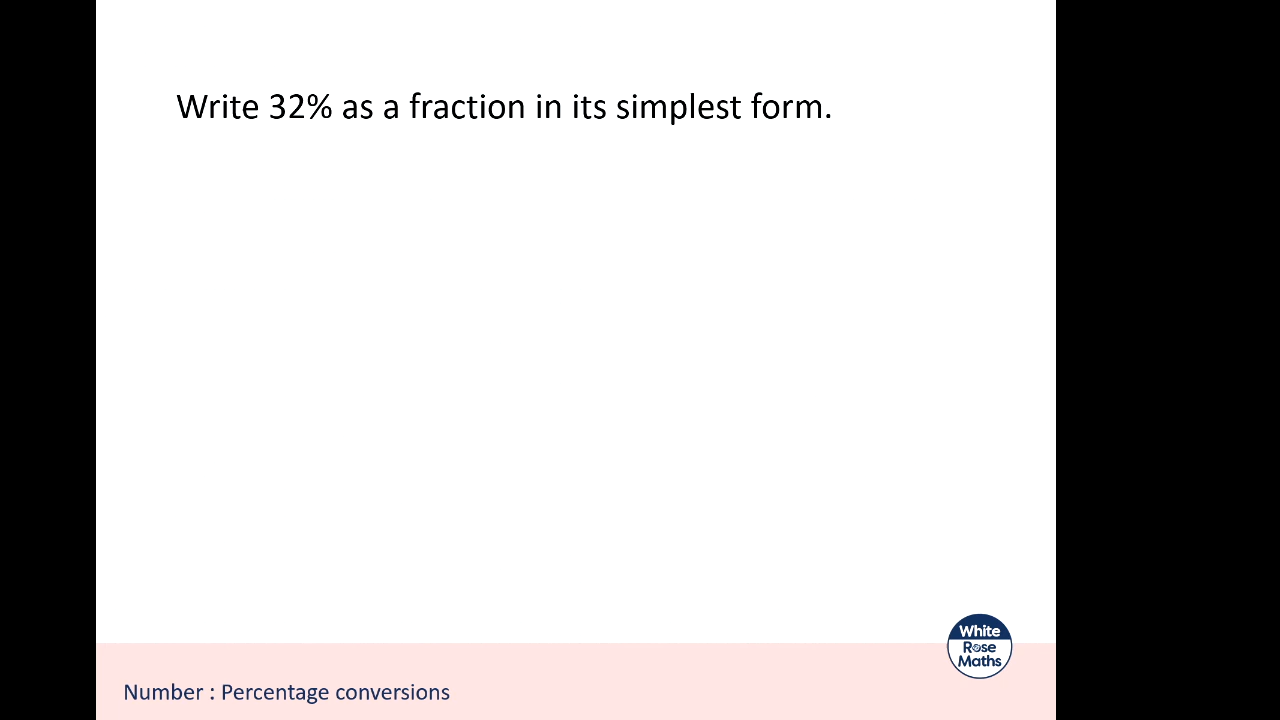 Write 32% as a fraction in its simplest form.
White
Rose
Maths
Number : Percentage conversions